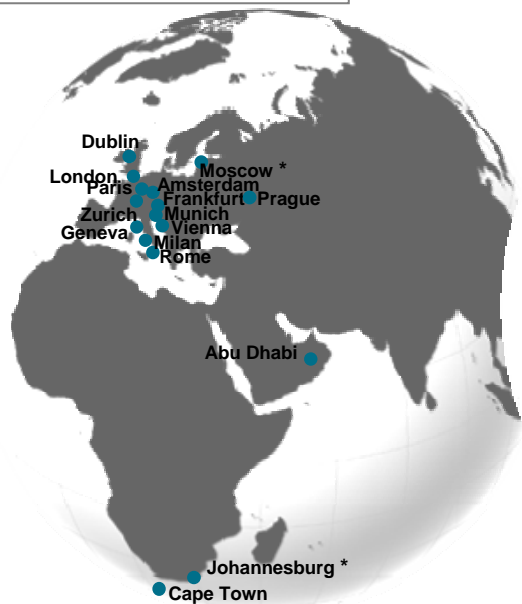 Dublin
Moscow *
London
Amsterdam
Paris
Frankfurt
Prague
Zurich
Munich
Vienna
Geneva
Milan
Rome
Abu Dhabi
Johannesburg *
Cape Town